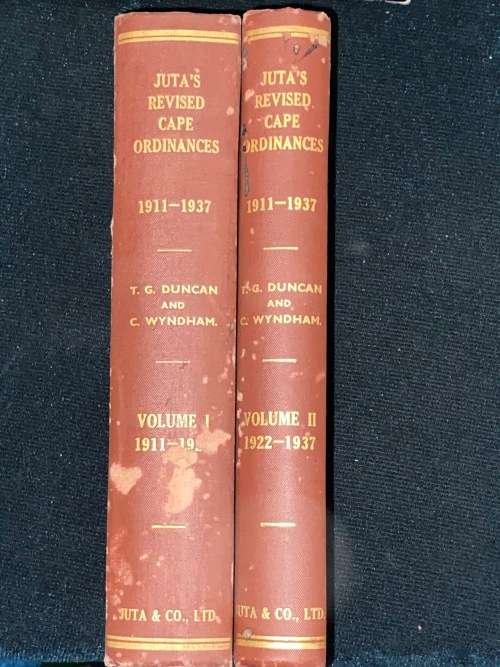 JUTA'S
REVISED
CAPE
ORDINANCES
1911—1937
T. G. DUNCAN
AND
C. WYNDHAM.
VOLUME I
JUTA & CO., LTD.
JUTA'S
REVISED
CAPE
ORDINANCES
1911—1937
T. G. DUNCAN
AND
C. WYNDHAM.
VOLUME II
1922—1937
JUTA & CO., LTD.